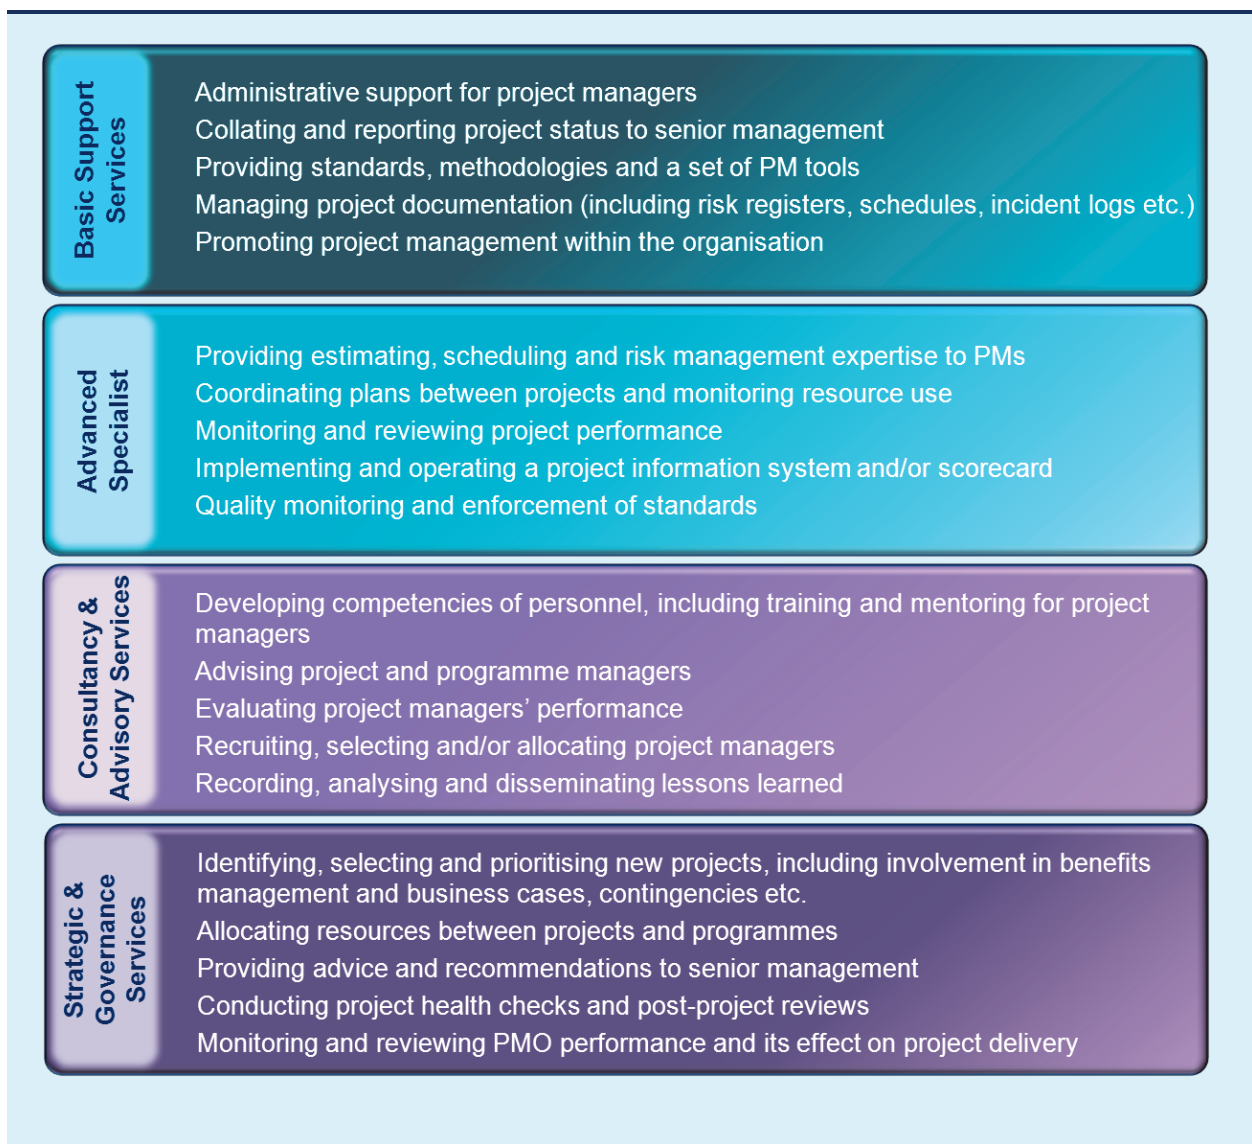 Basic Support
Services
Administrative support for project managers
Collating and reporting project status to senior management
Providing standards, methodologies and a set of PM tools
Managing project documentation (including risk registers, schedules, incident logs etc.)
Promoting project management within the organisation
Advanced
Specialist
Providing estimating, scheduling and risk management expertise to PMs
Coordinating plans between projects and monitoring resource use
Monitoring and reviewing project performance
Implementing and operating a project information system and/or scorecard
Quality monitoring and enforcement of standards
Consultancy &
Advisory Services
Developing competencies of personnel, including training and mentoring for project
managers
Advising project and programme managers
Evaluating project managers’ performance
Recruiting, selecting and/or allocating project managers
Recording, analysing and disseminating lessons learned
Strategic &
Governance
Services
Identifying, selecting and prioritising new projects, including involvement in benefits
management and business cases, contingencies etc.
Allocating resources between projects and programmes
Providing advice and recommendations to senior management
Conducting project health checks and post-project reviews
Monitoring and reviewing PMO performance and its effect on project delivery